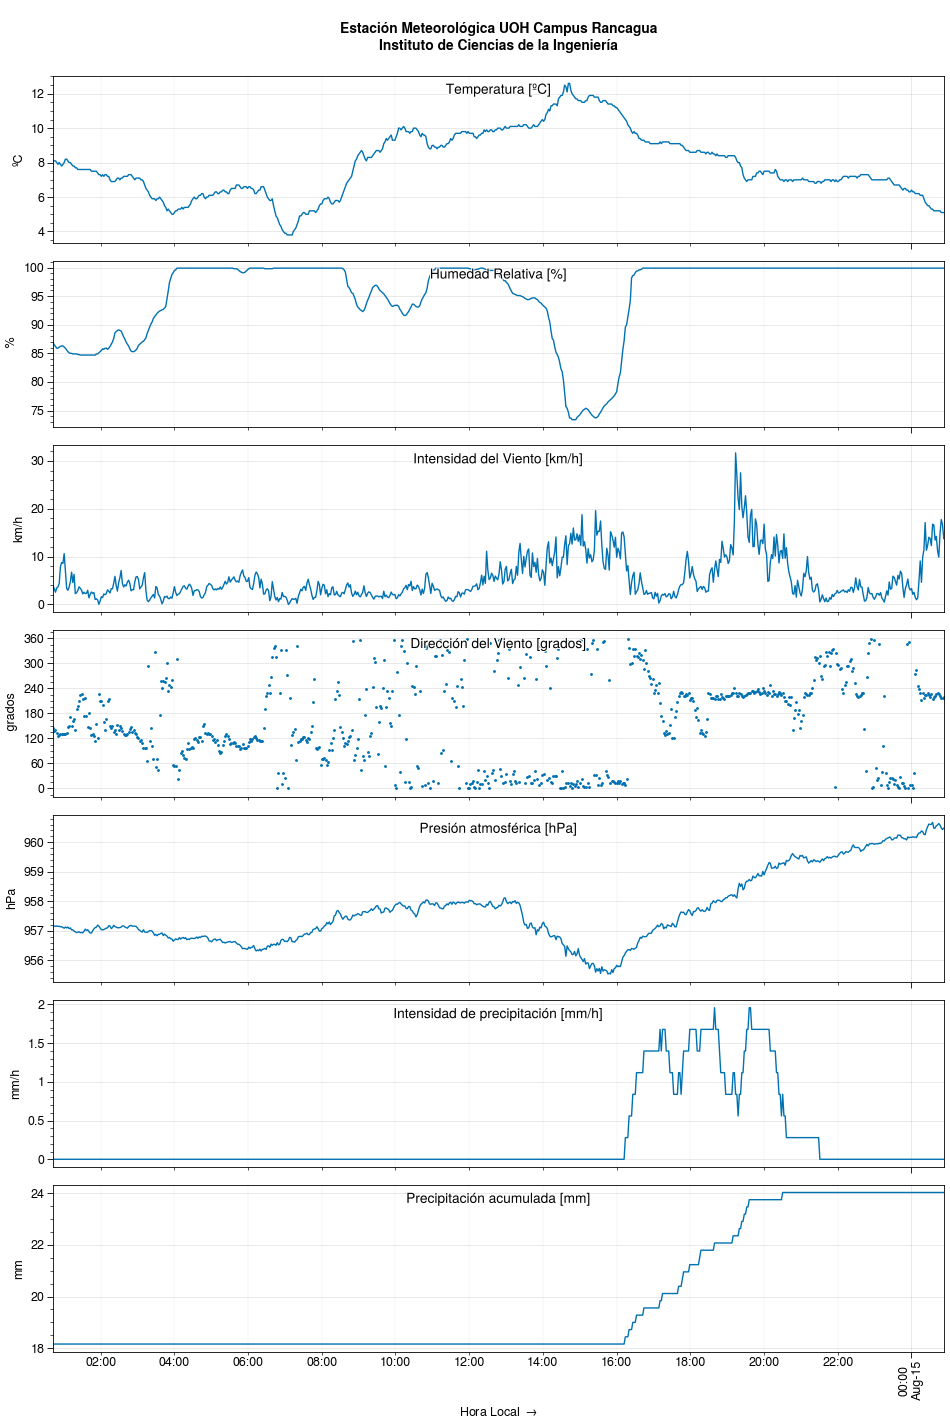 Estación Meteorológica UOH Campus Rancagua
Instituto de Ciencias de la Ingeniería
Temperatura [ºC]
ºC
12
10
8
6
4
Humedad Relativa [%]
%
100
95
90
85
80
75
Intensidad del Viento [km/h]
km/h
30
20
10
0
Dirección del Viento [grados]
grados
360
300
240
180
120
60
0
Presión atmosférica [hPa]
hPa
960
959
958
957
956
Intensidad de precipitación [mm/h]
mm/h
2
1.5
1
0.5
0
Precipitación acumulada [mm]
mm
24
22
20
18
02:00 04:00 06:00 08:00 10:00 12:00 14:00 16:00 18:00 20:00 22:00 00:00
Aug-15
Hora Local →